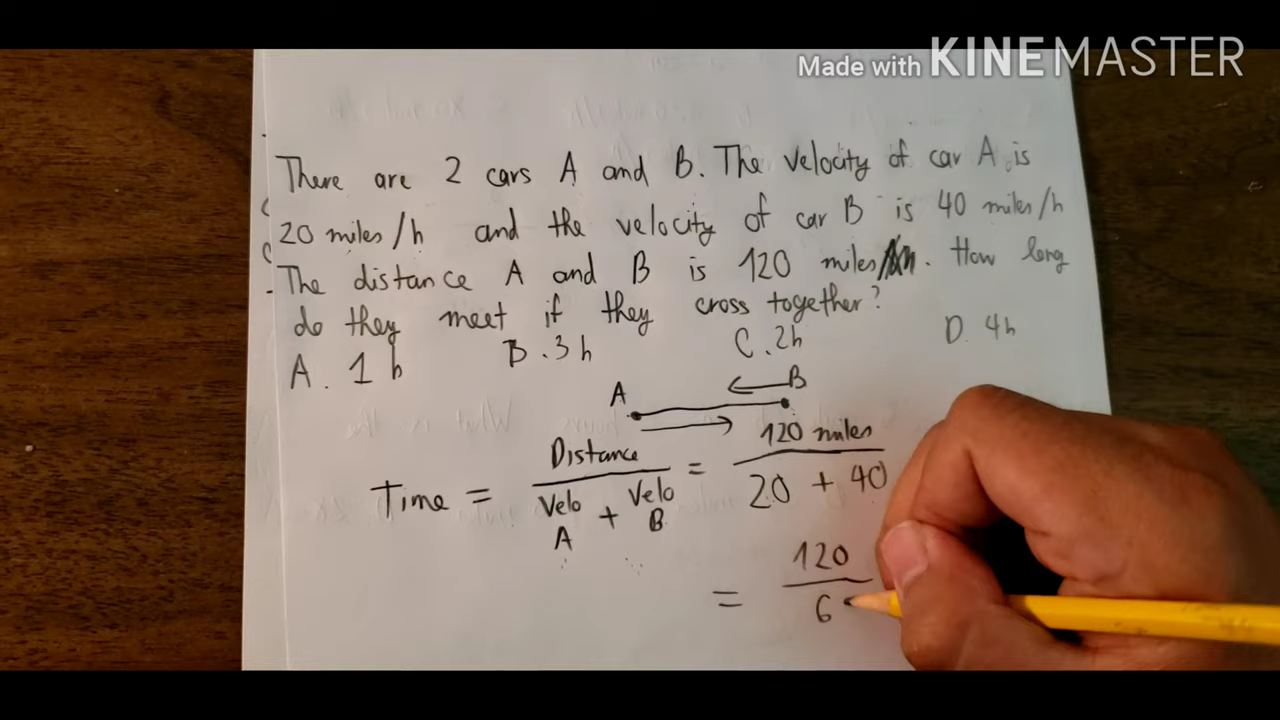 Made with KINEMASTER
There are 2 cars A and B. The velocity of car A is
20 miles/h and the velocity of car B is 40 miles/h
The distance A and B is 120 miles. How long
do they meet if they cross together?
A. 1 h B. 3 h C. 2h D. 4h
A B
Time = Distance / Velo A + Velo B = 120 miles / 20 + 40
= 120 / 6